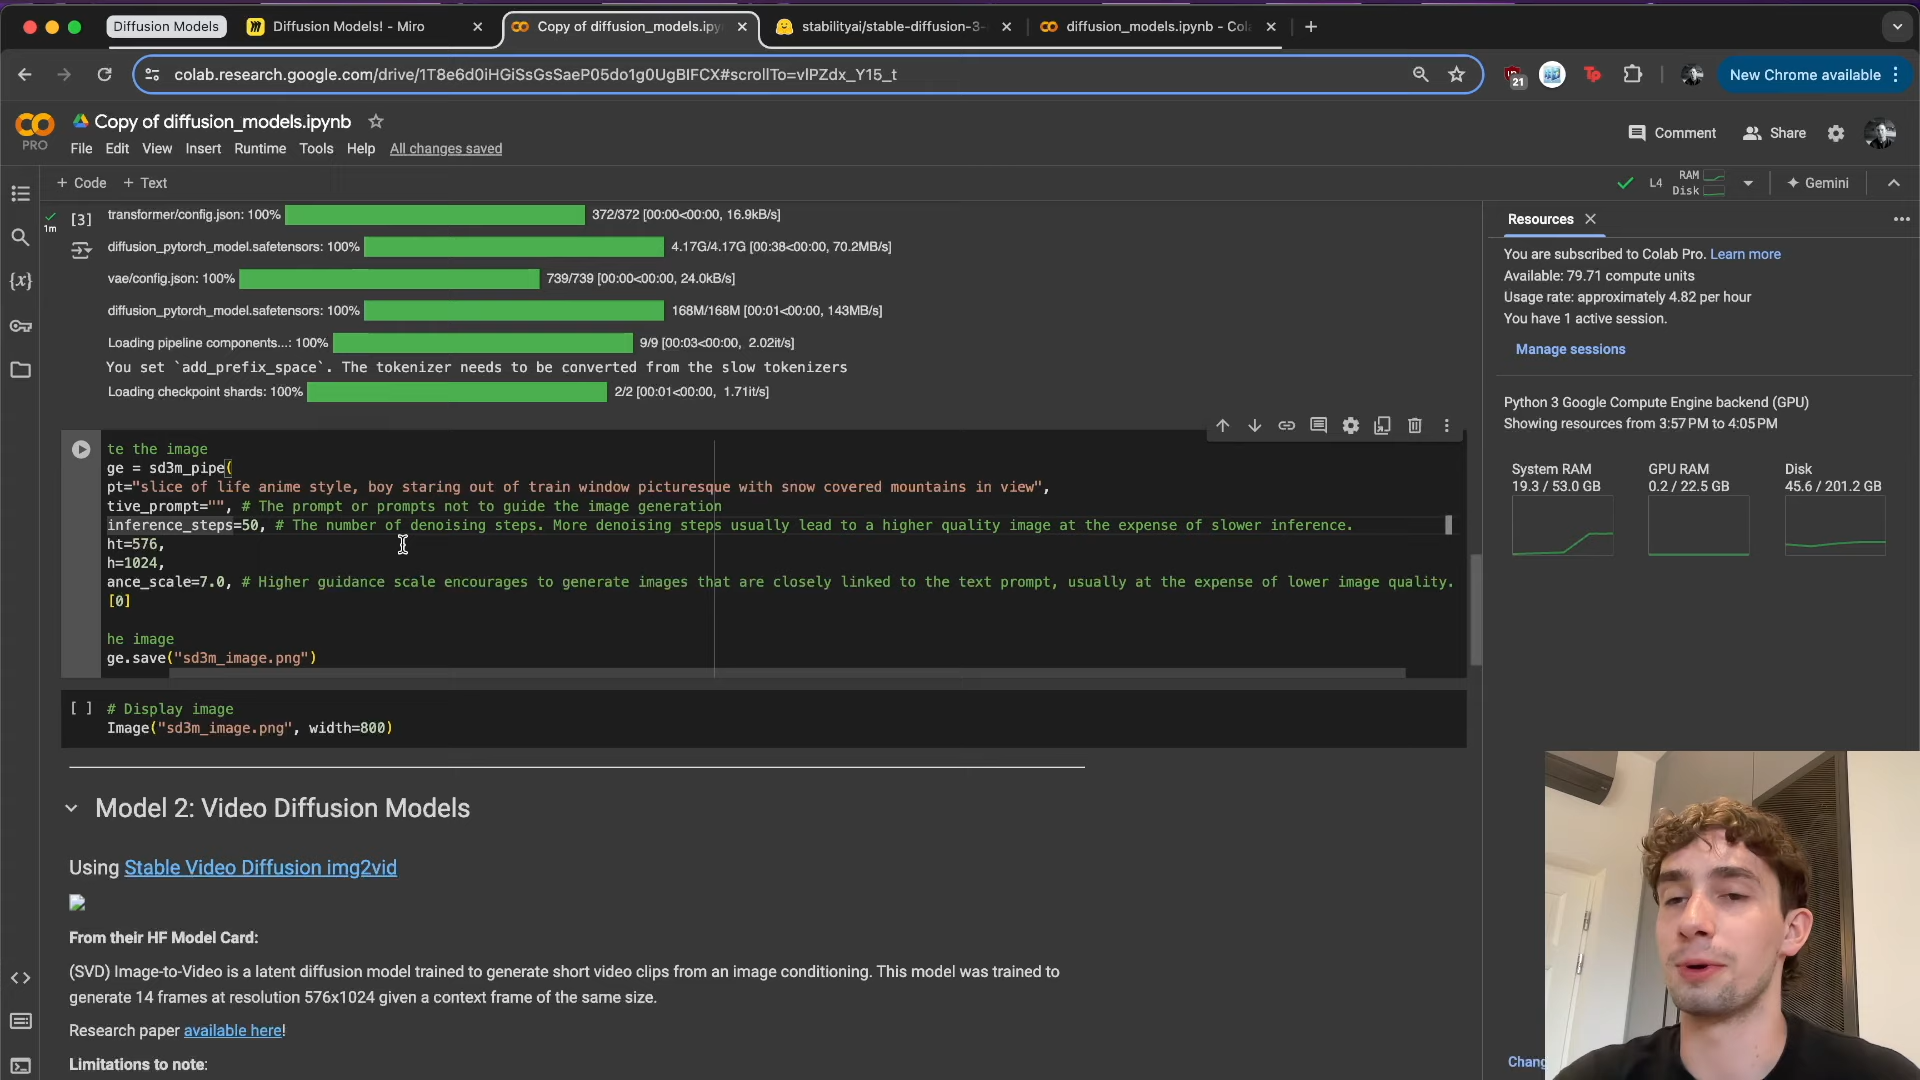 Diffusion Models
Diffusion Models! - Miro
Copy of diffusion_models.ipy
stabilityai/stable-diffusion-3-
diffusion_models.ipynb - Co
colab.research.google.com/drive/1T8e6d0iHGiSsGsSaeP05do1g0UgBIFCX#scrollTo=vlPZdx_Y15_t
21
Tp
New Chrome available
PRO
Copy of diffusion_models.ipynb
Comment
Share
File Edit View Insert Runtime Tools Help All changes saved
+ Code + Text
L4
RAM
Disk
Gemini
1m
[3]
transformer/config.json: 100% 372/372 [00:00<00:00, 16.9kB/s]
diffusion_pytorch_model.safetensors: 100% 4.17G/4.17G [00:38<00:00, 70.2MB/s]
vae/config.json: 100% 739/739 [00:00<00:00, 24.0kB/s]
diffusion_pytorch_model.safetensors: 100% 168M/168M [00:01<00:00, 143MB/s]
Loading pipeline components...: 100% 9/9 [00:03<00:00, 2.02it/s]
You set `add_prefix_space`. The tokenizer needs to be converted from the slow tokenizers
Loading checkpoint shards: 100% 2/2 [00:01<00:00, 1.71it/s]
te the image
ge = sd3m_pipe(
pt="slice of life anime style, boy staring out of train window picturesque with snow covered mountains in view",
tive_prompt="", # The prompt or prompts not to guide the image generation
inference_steps=50, # The number of denoising steps. More denoising steps usually lead to a higher quality image at the expense of slower inference.
ht=576,
h=1024,
ance_scale=7.0, # Higher guidance scale encourages to generate images that are closely linked to the text prompt, usually at the expense of lower image quality.
[0]
he image
ge.save("sd3m_image.png")
[ ] # Display image
Image("sd3m_image.png", width=800)
Model 2: Video Diffusion Models
Using Stable Video Diffusion img2vid
From their HF Model Card:
(SVD) Image-to-Video is a latent diffusion model trained to generate short video clips from an image conditioning. This model was trained to
generate 14 frames at resolution 576x1024 given a context frame of the same size.
Research paper available here!
Limitations to note:
Resources
You are subscribed to Colab Pro. Learn more
Available: 79.71 compute units
Usage rate: approximately 4.82 per hour
You have 1 active session.
Manage sessions
Python 3 Google Compute Engine backend (GPU)
Showing resources from 3:57 PM to 4:05 PM
System RAM
19.3 / 53.0 GB
GPU RAM
0.2 / 22.5 GB
Disk
45.6 / 201.2 GB
Chang